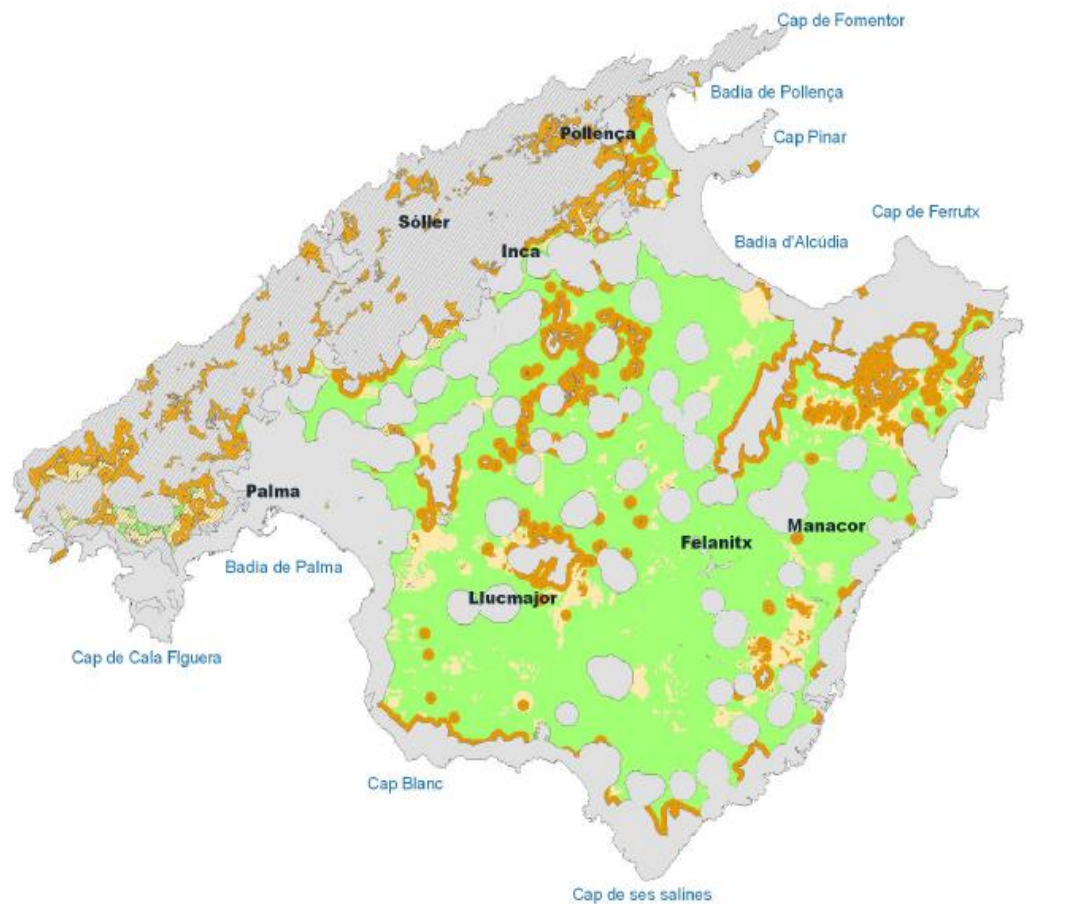 Cap de Fomentor
Badia de Pollença
Pollença
Cap Pinar
Cap de Ferrutx
Sóller
Badia d'Alcúdia
Inca
Palma
Manacor
Felanitx
Badia de Palma
Llucmajor
Cap de Cala FIguera
Cap Blanc
Cap de ses salines